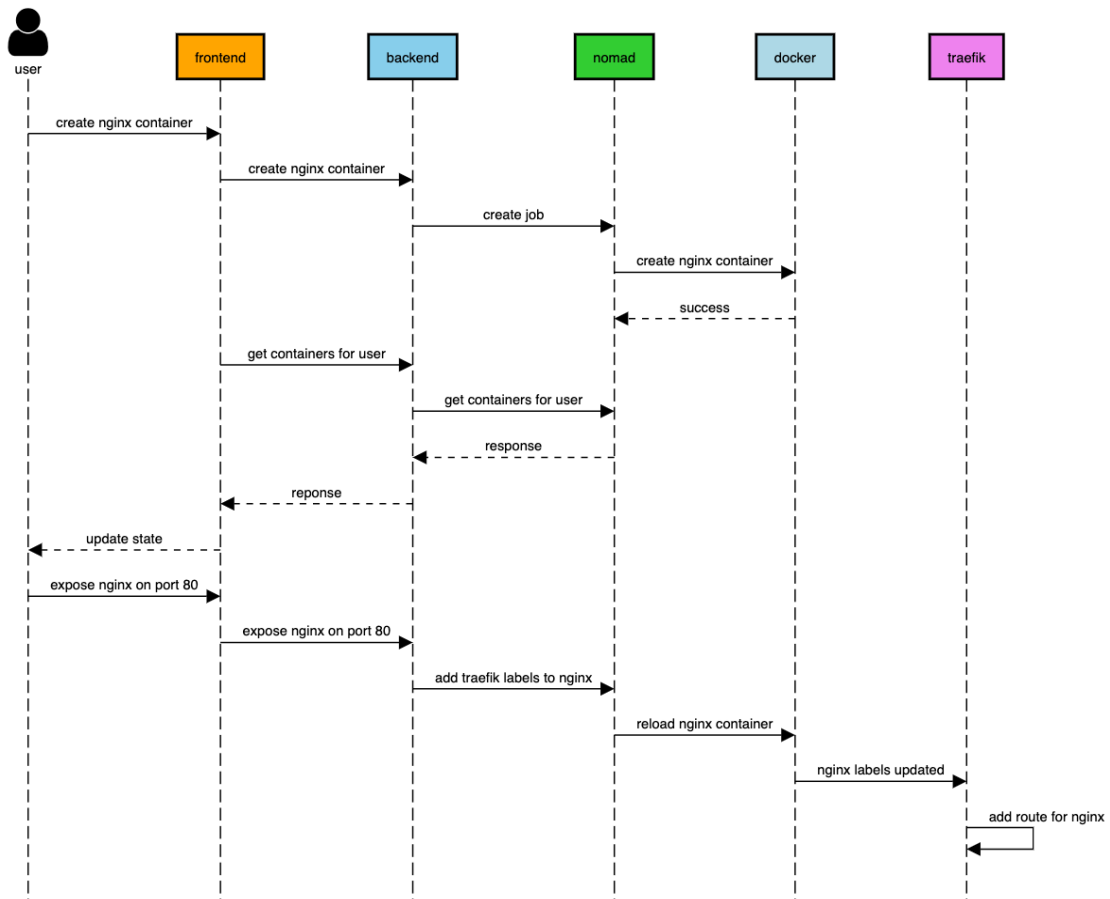 user
frontend
backend
nomad
docker
traefik
create nginx container
create nginx container
create job
create nginx container
success
get containers for user
get containers for user
response
reponse
update state
expose nginx on port 80
expose nginx on port 80
add traefik labels to nginx
reload nginx container
nginx labels updated
add route for nginx